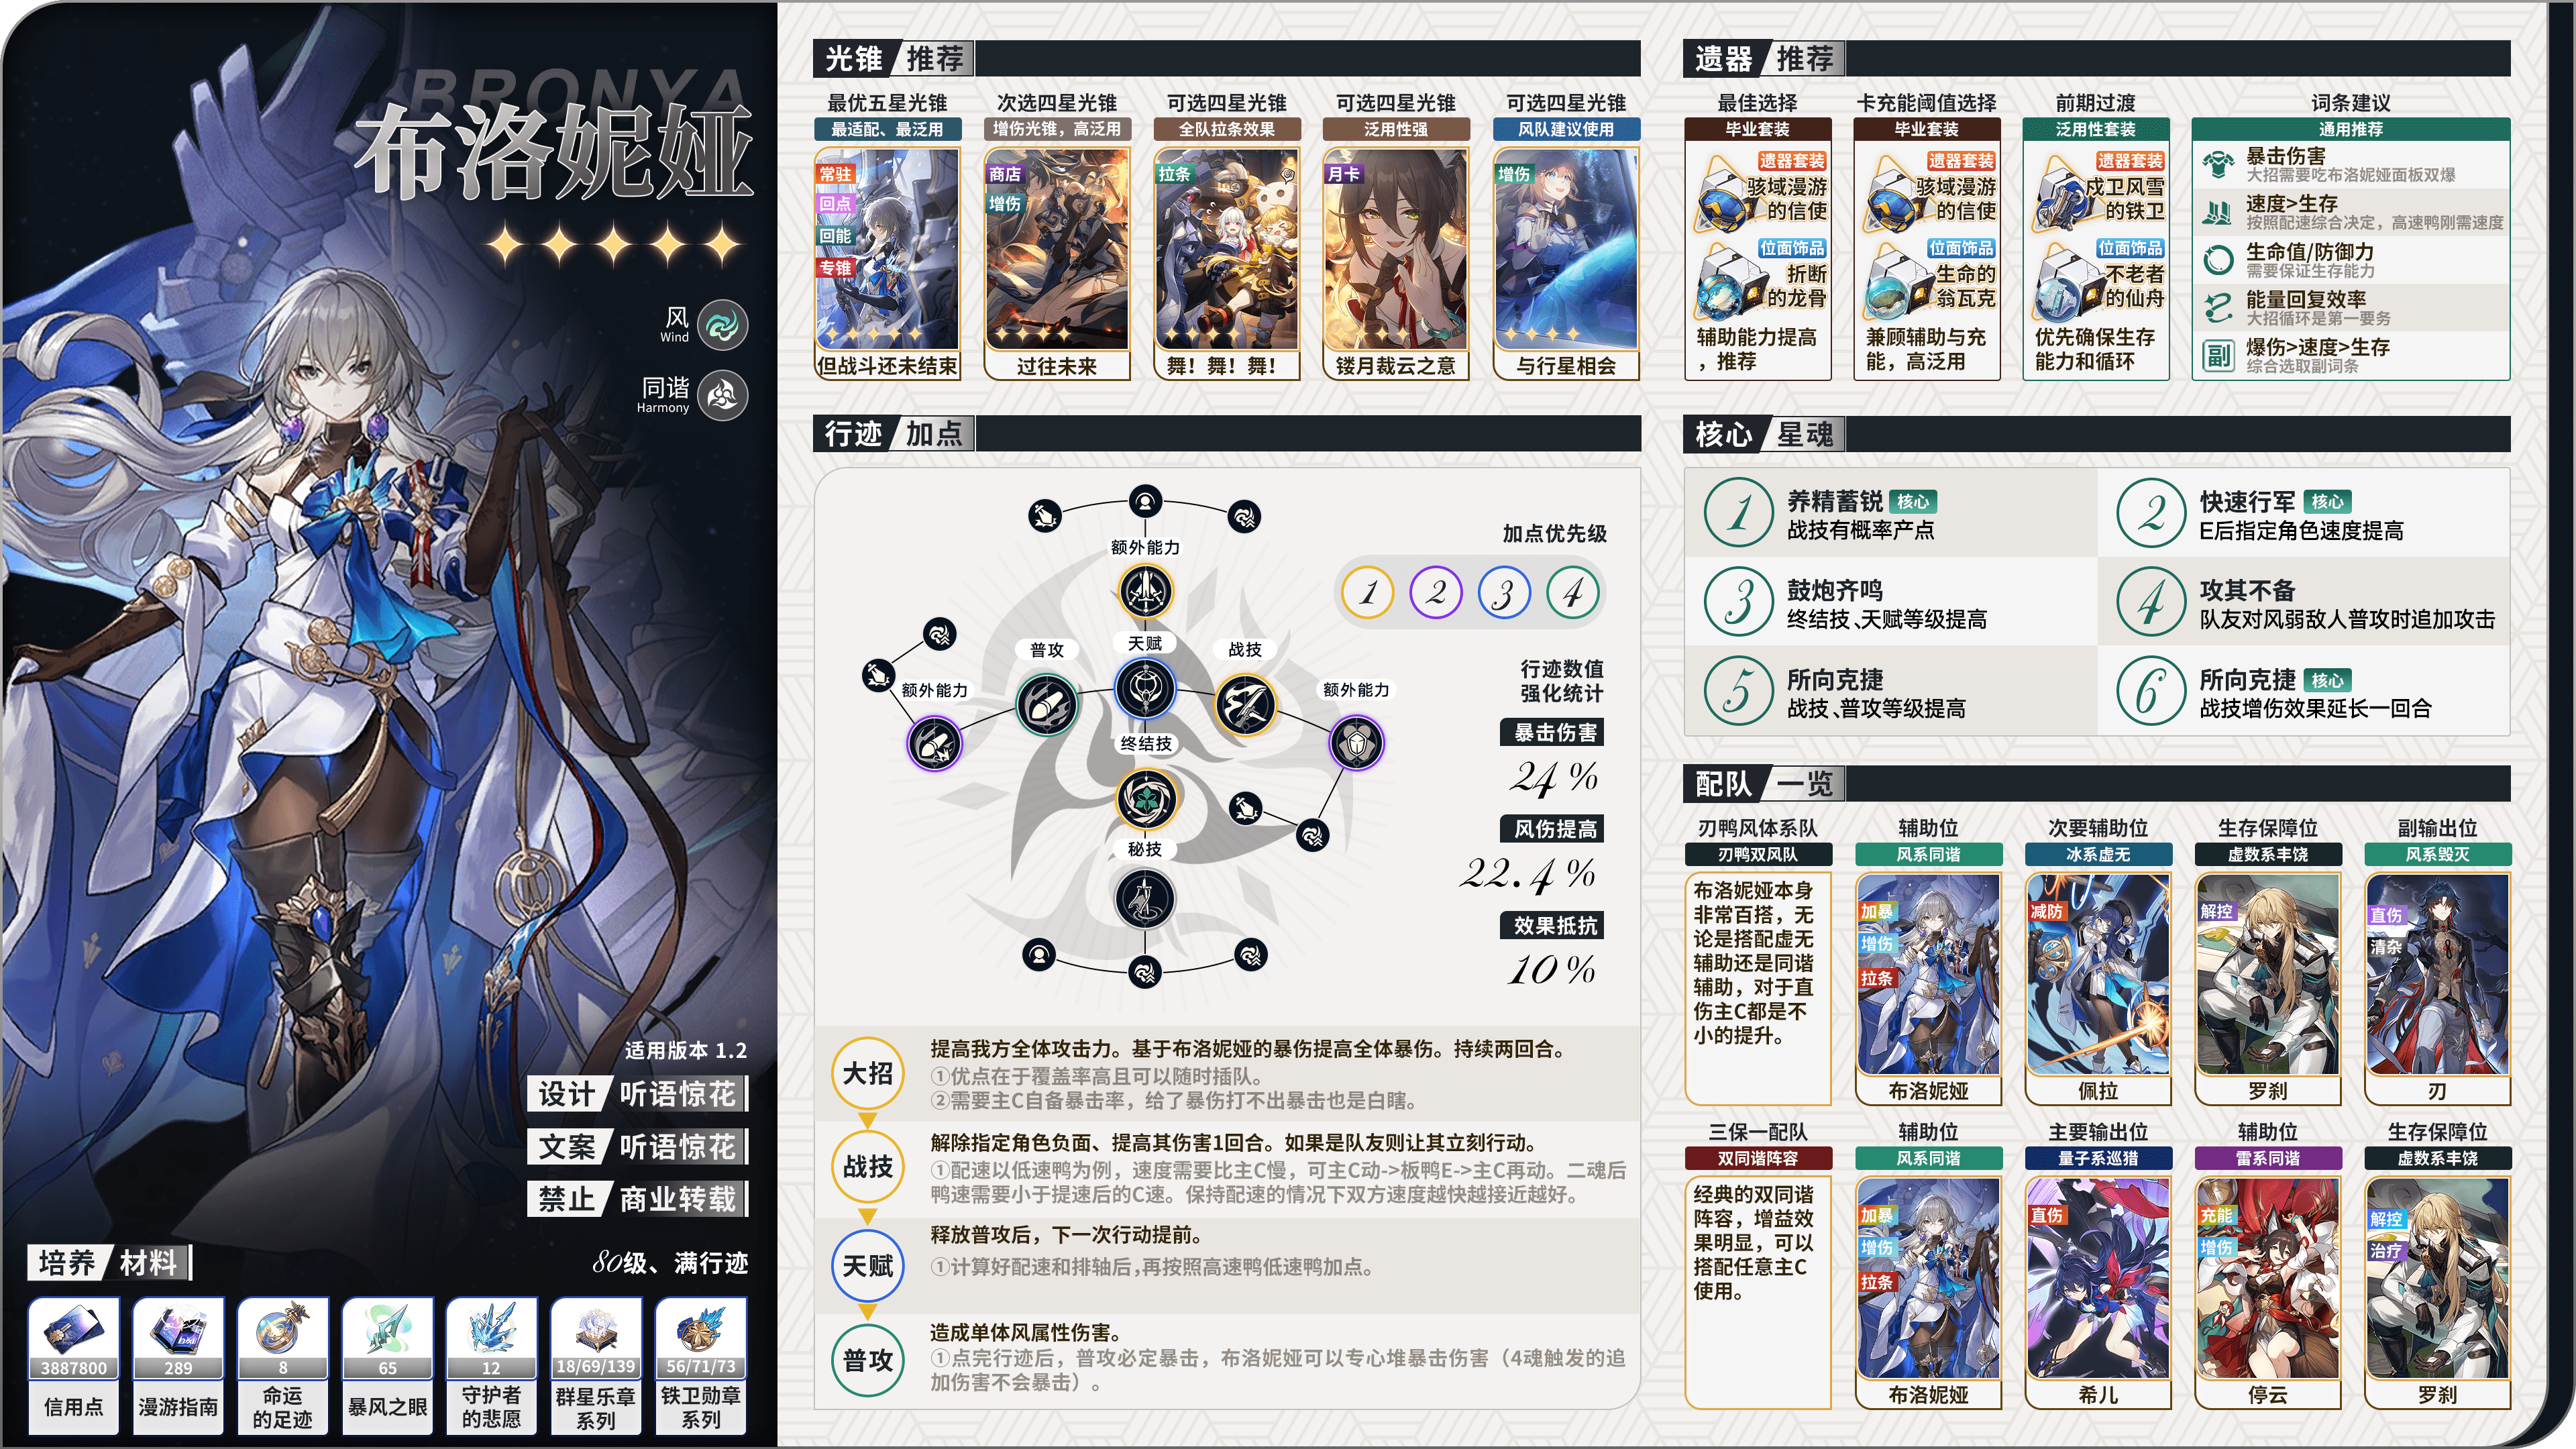 BRONYA
布洛妮娅
风
Wind
同谐
Harmony
适用版本 1.2
设计 听语惊花
文案 听语惊花
禁止 商业转载
培养 材料
80级、满行迹
3887800
信用点
289
漫游指南
8
命运
的足迹
65
暴风之眼
12
守护者
的悲愿
18/69/139
群星乐章
系列
56/71/73
铁卫勋章
系列
光锥 推荐
最优五星光锥
最适配、最泛用
常驻
回点
回能
专锥
但战斗还未结束
次选四星光锥
增伤光锥，高泛用
商店
增伤
过往未来
可选四星光锥
全队拉条效果
拉条
舞！舞！舞！
可选四星光锥
泛用性强
月卡
镂月裁云之意
可选四星光锥
风队建议使用
增伤
与行星相会
行迹 加点
额外能力
普攻
天赋
战技
额外能力
额外能力
终结技
秘技
加点优先级
1 2 3 4
行迹数值
强化统计
暴击伤害
24 %
风伤提高
22.4 %
效果抵抗
10 %
大招
提高我方全体攻击力。基于布洛妮娅的暴伤提高全体暴伤。持续两回合。
①优点在于覆盖率高且可以随时插队。
②需要主C自备暴击率，给了暴伤打不出暴击也是白瞎。
战技
解除指定角色负面、提高其伤害1回合。如果是队友则让其立刻行动。
①配速以低速鸭为例，速度需要比主C慢，可主C动->板鸭E->主C再动。二魂后
鸭速需要小于提速后的C速。保持配速的情况下双方速度越快越接近越好。
天赋
释放普攻后，下一次行动提前。
①计算好配速和排轴后,再按照高速鸭低速鸭加点。
普攻
造成单体风属性伤害。
①点完行迹后，普攻必定暴击，布洛妮娅可以专心堆暴击伤害（4魂触发的追
加伤害不会暴击）。
遗器 推荐
最佳选择
毕业套装
遗器套装
骇域漫游
的信使
位面饰品
折断
的龙骨
辅助能力提高
，推荐
卡充能阈值选择
毕业套装
遗器套装
骇域漫游
的信使
位面饰品
生命的
翁瓦克
兼顾辅助与充
能，高泛用
前期过渡
泛用性套装
遗器套装
戍卫风雪
的铁卫
位面饰品
不老者
的仙舟
优先确保生存
能力和循环
词条建议
通用推荐
暴击伤害
大招需要吃布洛妮娅面板双爆
速度>生存
按照配速综合决定，高速鸭刚需速度
生命值/防御力
需要保证生存能力
能量回复效率
大招循环是第一要务
副
爆伤>速度>生存
综合选取副词条
核心 星魂
1
养精蓄锐 核心
战技有概率产点
2
快速行军 核心
E后指定角色速度提高
3
鼓炮齐鸣
终结技、天赋等级提高
4
攻其不备
队友对风弱敌人普攻时追加攻击
5
所向克捷
战技、普攻等级提高
6
所向克捷 核心
战技增伤效果延长一回合
配队 一览
刃鸭风体系队
刃鸭双风队
布洛妮娅本身
非常百搭，无
论是搭配虚无
辅助还是同谐
辅助，对于直
伤主C都是不
小的提升。
辅助位
风系同谐
加暴
增伤
拉条
布洛妮娅
次要辅助位
冰系虚无
减防
佩拉
生存保障位
虚数系丰饶
解控
罗刹
副输出位
风系毁灭
直伤
清杂
刃
三保一配队
双同谐阵容
经典的双同谐
阵容，增益效
果明显，可以
搭配任意主C
使用。
辅助位
风系同谐
加暴
增伤
拉条
布洛妮娅
主要输出位
量子系巡猎
直伤
希儿
辅助位
雷系同谐
充能
增伤
停云
生存保障位
虚数系丰饶
解控
治疗
罗刹